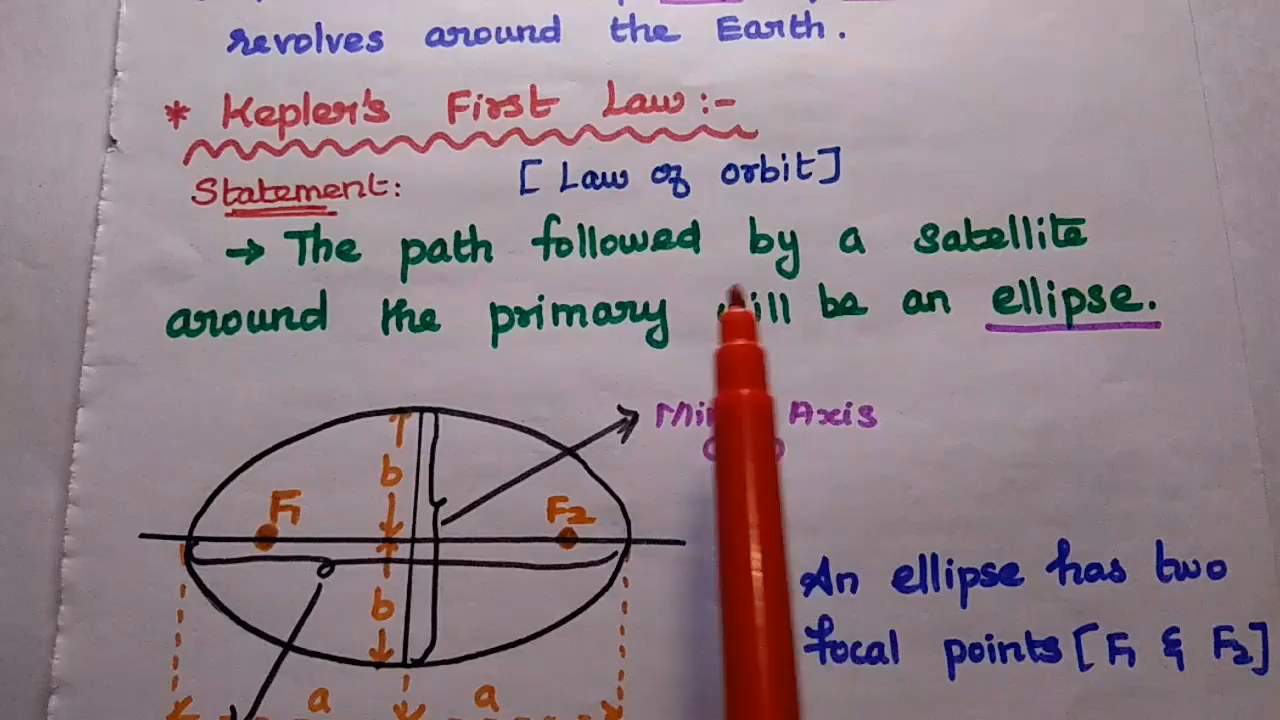 revolves around the Earth.
* Kepler's First Law:-
Statement: [Law of orbit]
→ The path followed by a satellite
around the primary will be an ellipse.
Axis
b
F1 F2
b
An ellipse has two
focal points [F1 & F2]
a a